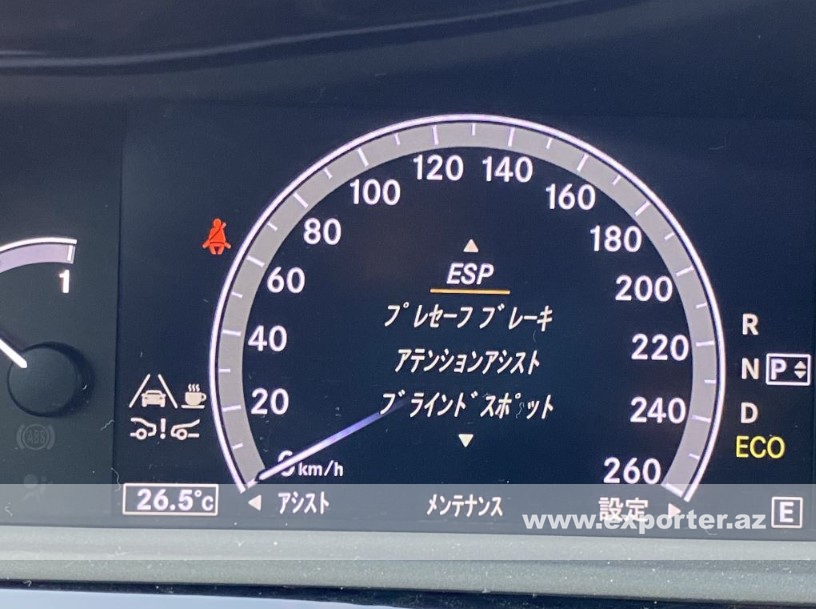 120 140
100 160
80 180
60 200
40 220
20 240
0 km/h 260
1
ESP
プレセーフ ブレーキ
アテンションアシスト
ブラインドスポット
R
N P
D
ECO
ABS
26.5°C
アシスト メンテナンス 設定
E
www.exporter.az